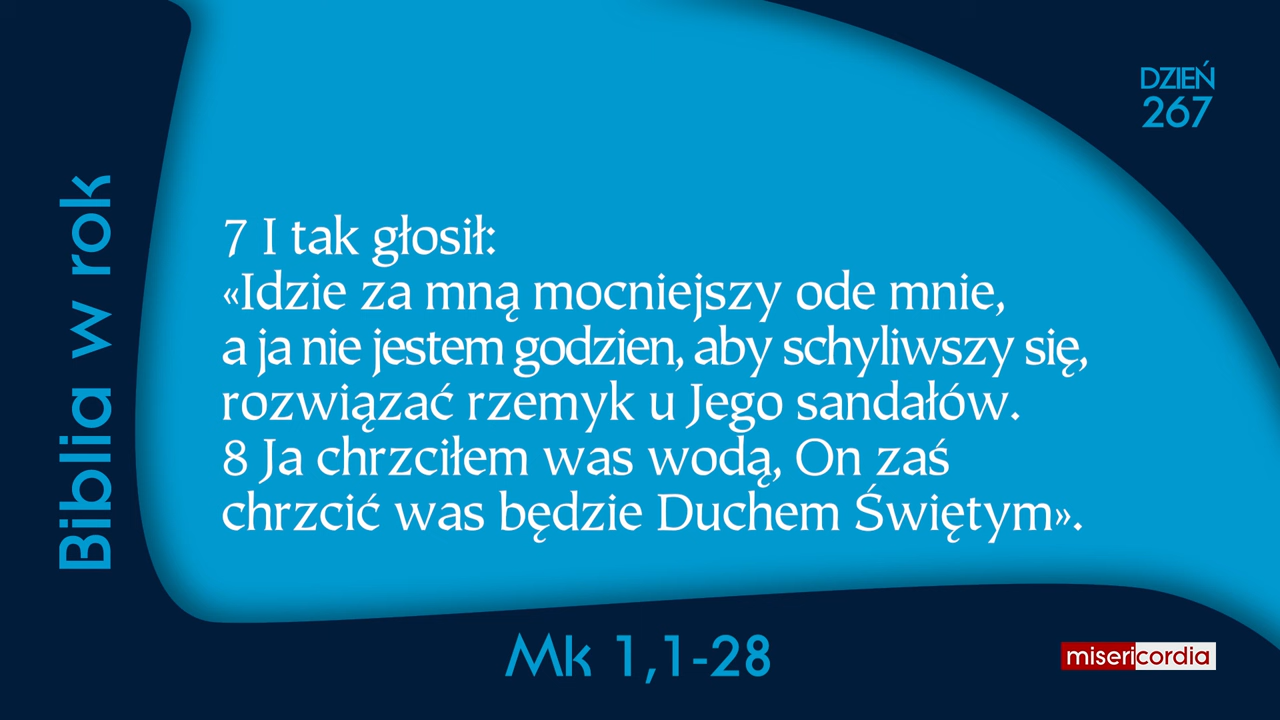 DZIEŃ
267
Biblia w rok
7 I tak głosił:
«Idzie za mną mocniejszy ode mnie,
a ja nie jestem godzien, aby schyliwszy się,
rozwiązać rzemyk u Jego sandałów.
8 Ja chrzciłem was wodą, On zaś
chrzcić was będzie Duchem Świętym».
Mk 1,1-28
misericordia